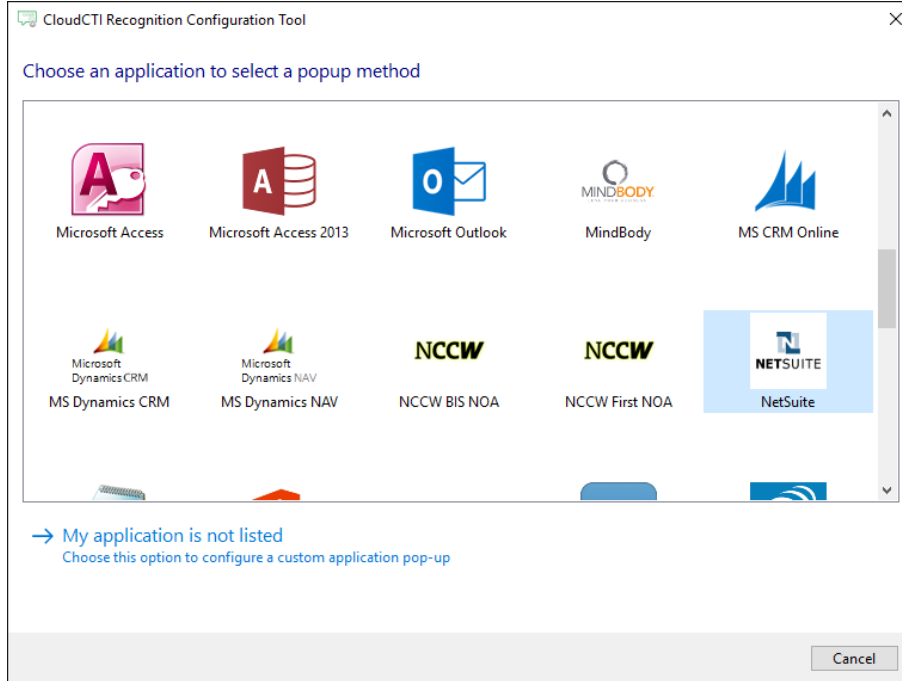 CloudCTI Recognition Configuration Tool
Choose an application to select a popup method
A
A
O
MINDBODY
Microsoft Access
Microsoft Access 2013
Microsoft Outlook
MindBody
MS CRM Online
Microsoft
Dynamics CRM
Microsoft
Dynamics NAV
NCCW
NCCW
N
NETSUITE
MS Dynamics CRM
MS Dynamics NAV
NCCW BIS NOA
NCCW First NOA
NetSuite
→ My application is not listed
Choose this option to configure a custom application pop-up
Cancel